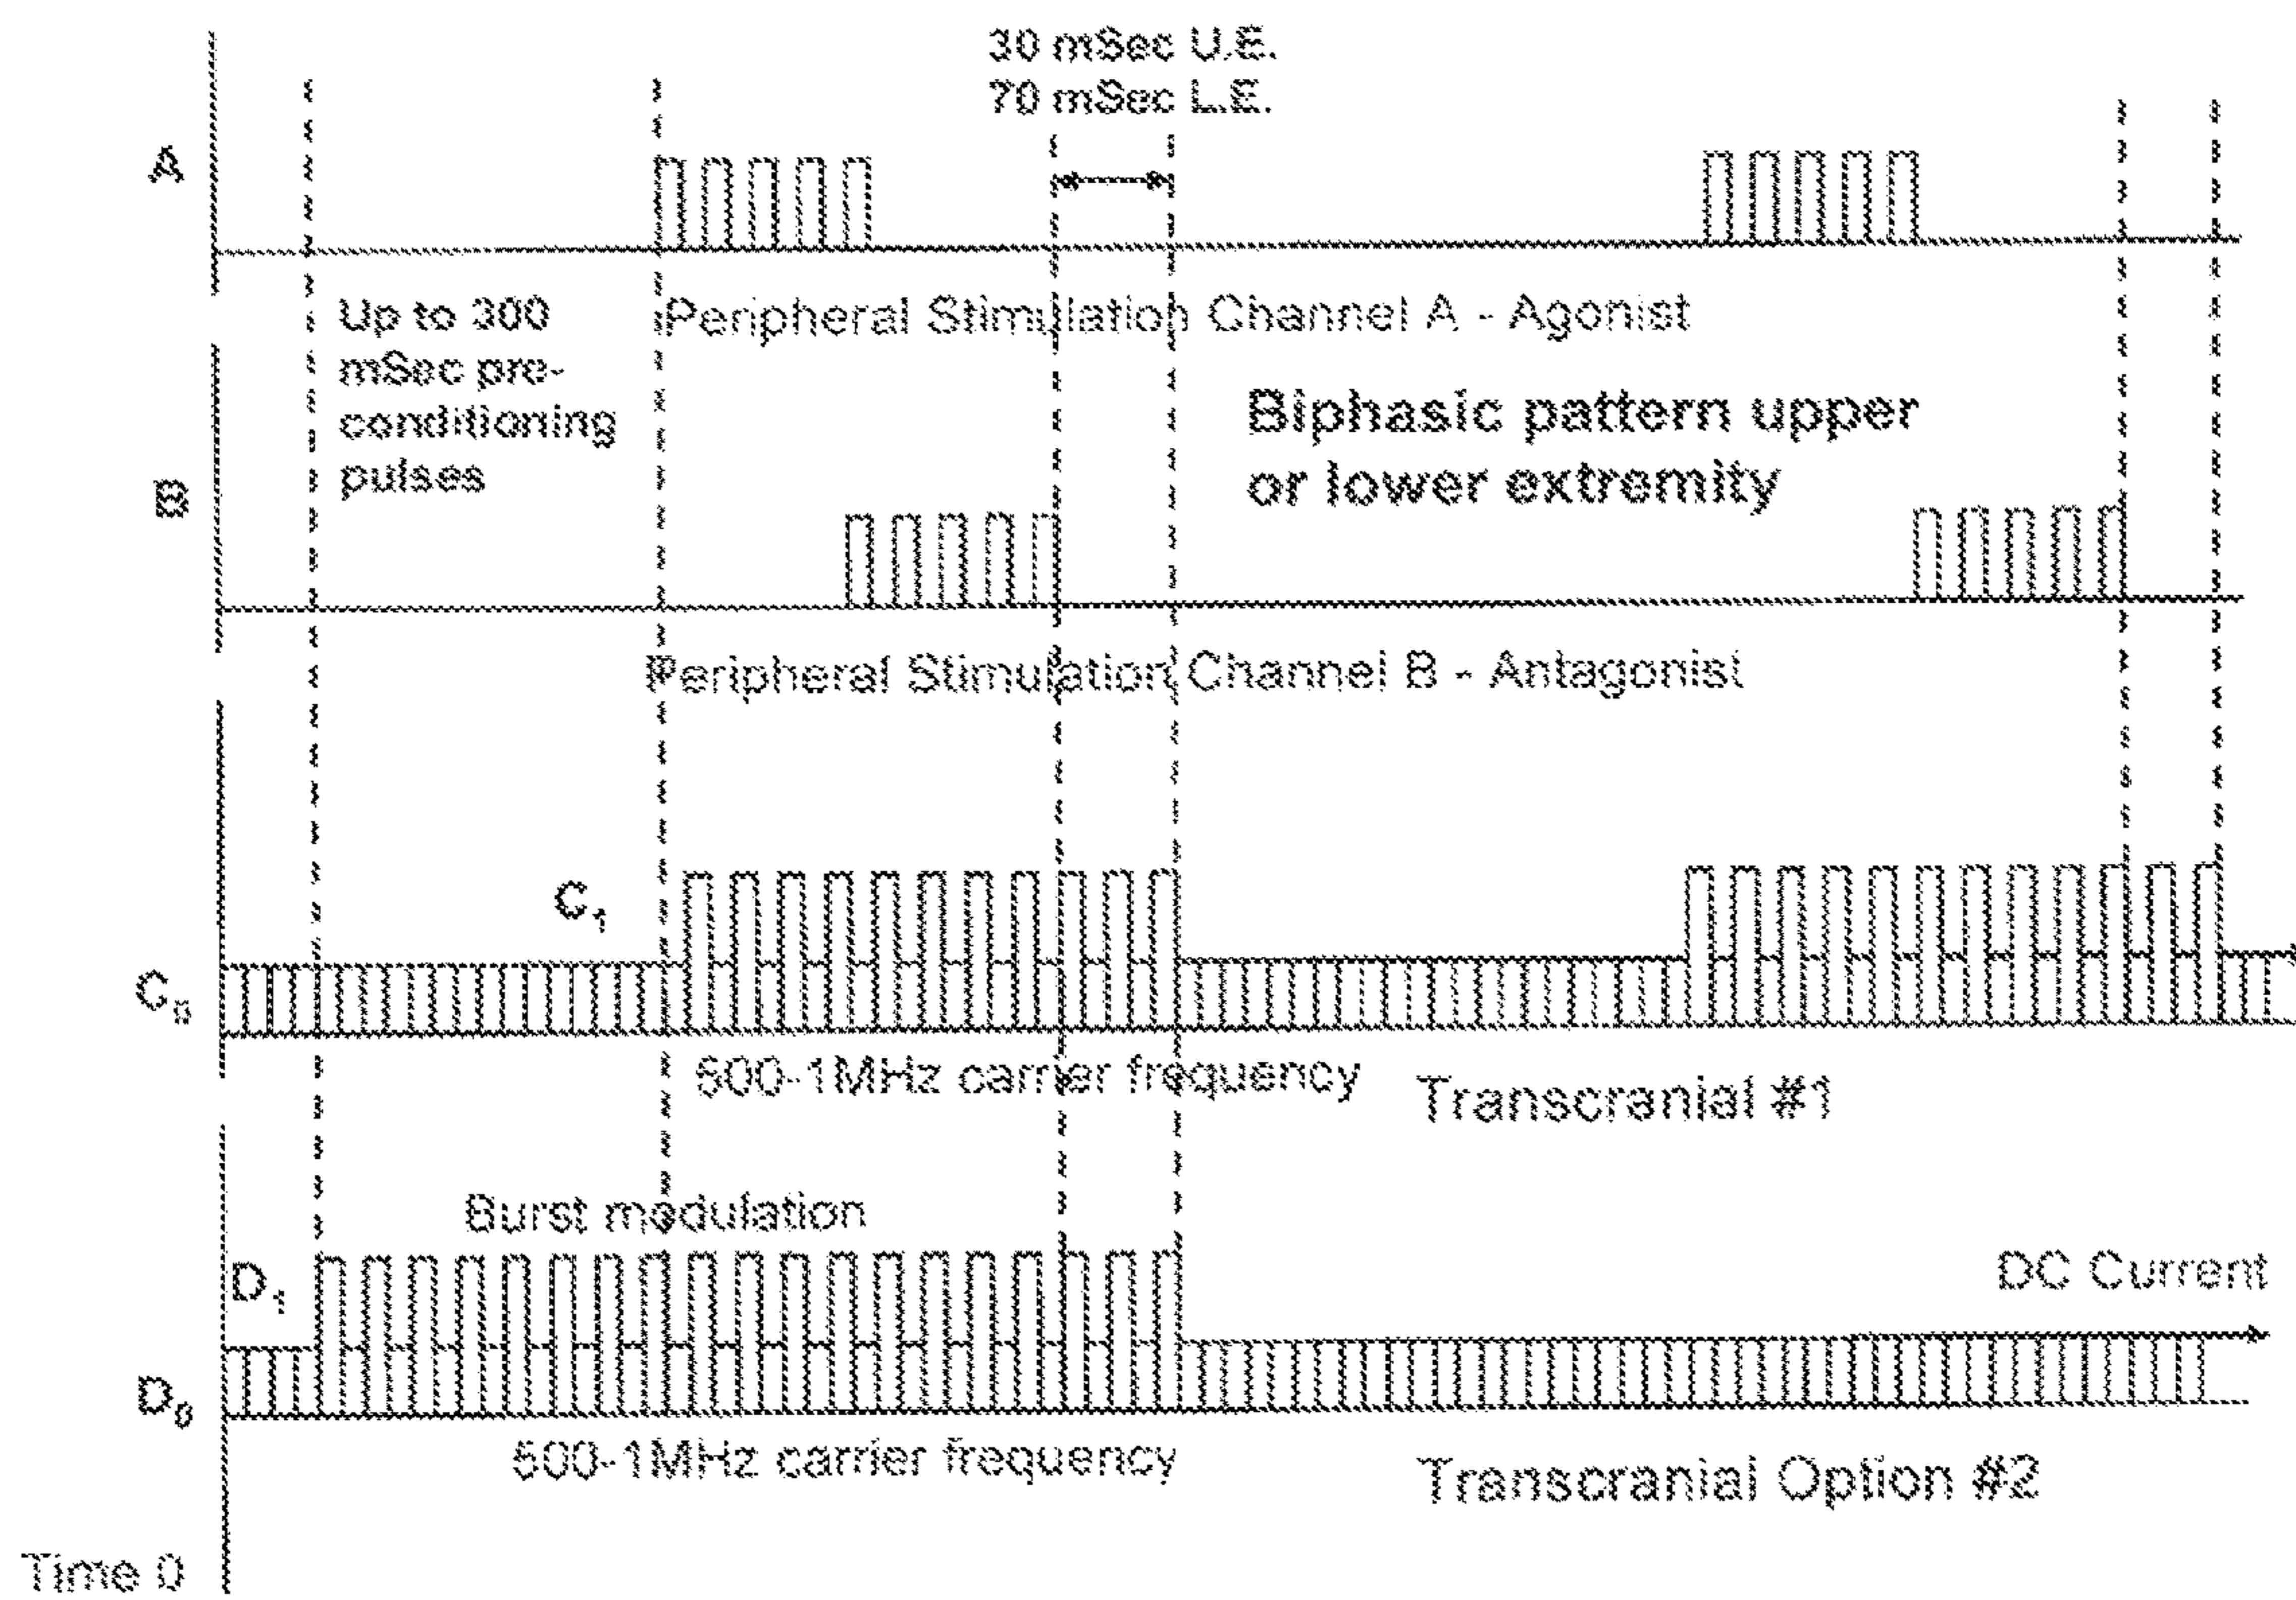 30 mSec U.E.
70 mSec L.E.
A
Up to 300
mSec pre-
conditioning
pulses
Peripheral Stimulation Channel A - Agonist
Biphasic pattern upper
or lower extremity
B
Peripheral Stimulation Channel B - Antagonist
C1
C0
500-1MHz carrier frequency
Transcranial #1
Burst modulation
D1
DC Current
D0
500-1MHz carrier frequency
Transcranial Option #2
Time 0